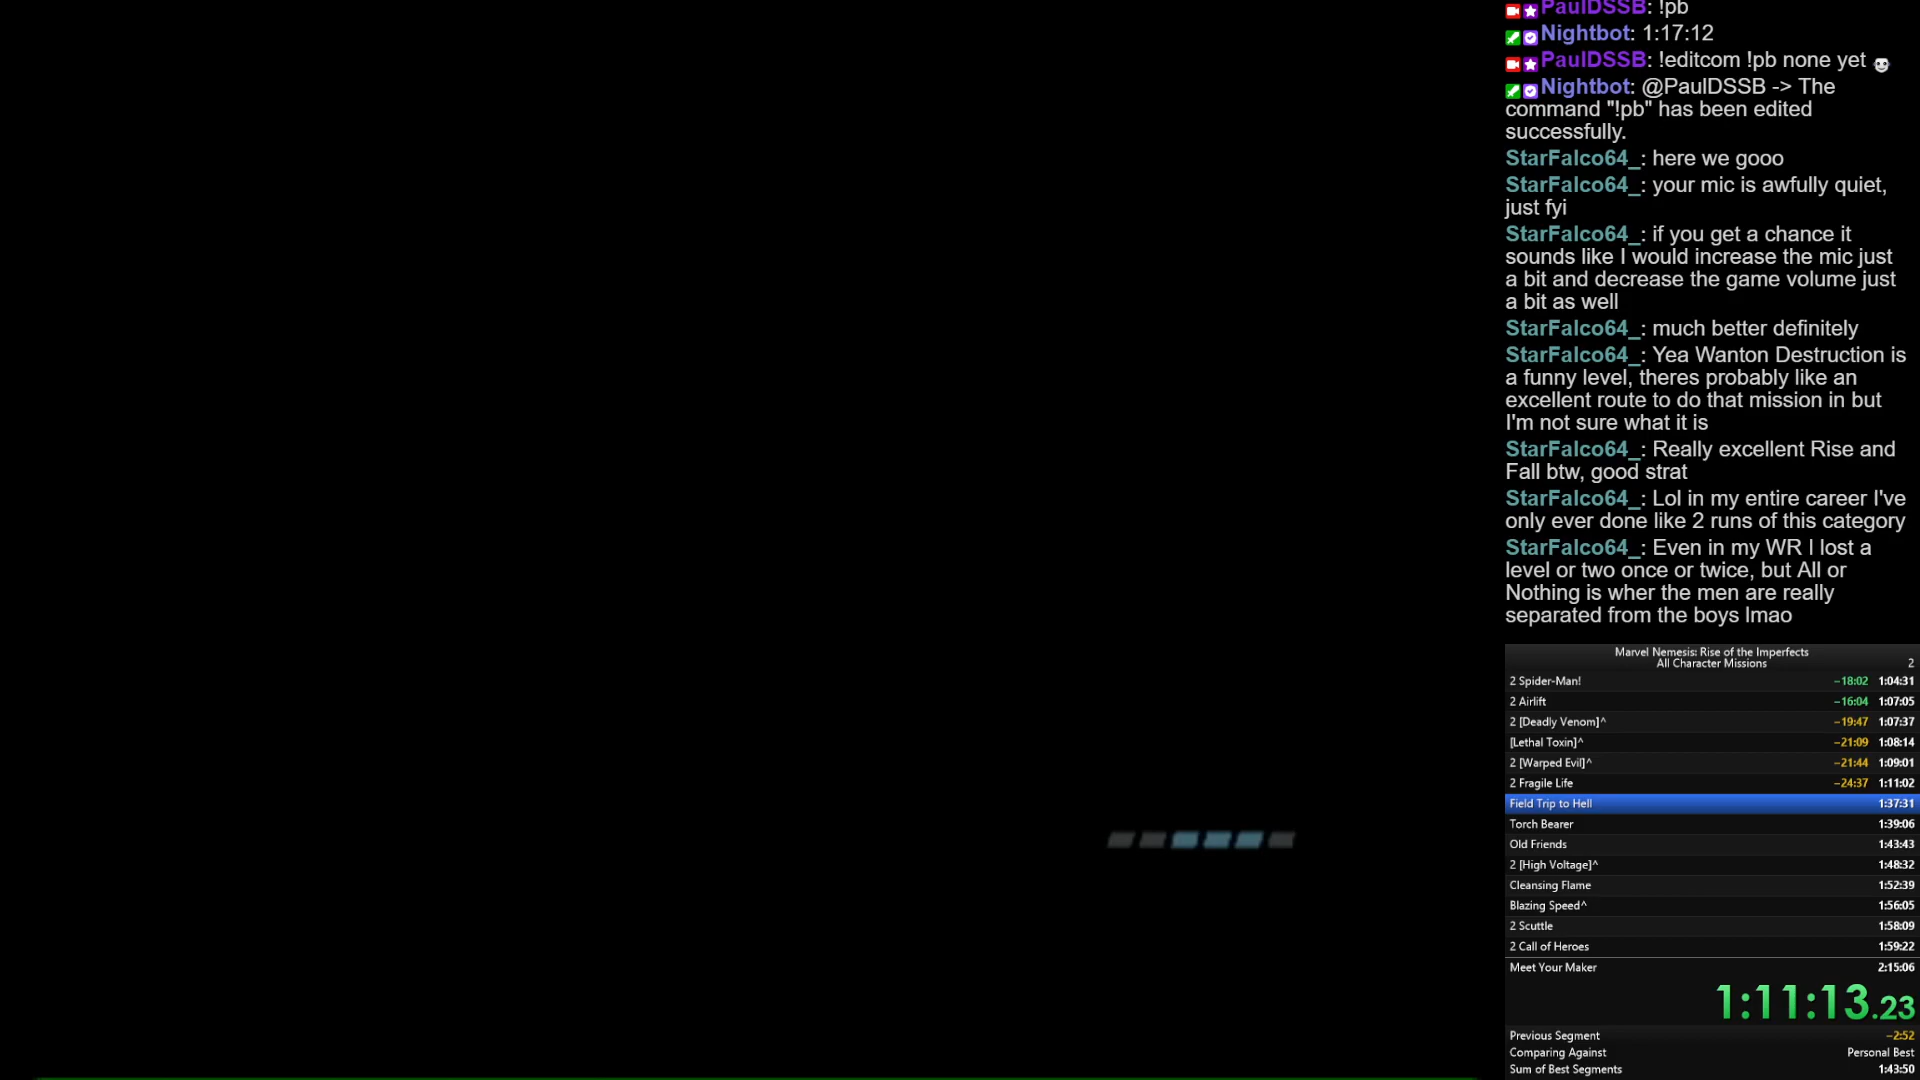 PaulDSSB: !pb
Nightbot: 1:17:12
PaulDSSB: !editcom !pb none yet
Nightbot: @PaulDSSB -> The
command "!pb" has been edited
successfully.
StarFalco64_: here we gooo
StarFalco64_: your mic is awfully quiet,
just fyi
StarFalco64_: if you get a chance it
sounds like I would increase the mic just
a bit and decrease the game volume just
a bit as well
StarFalco64_: much better definitely
StarFalco64_: Yea Wanton Destruction is
a funny level, theres probably like an
excellent route to do that mission in but
I'm not sure what it is
StarFalco64_: Really excellent Rise and
Fall btw, good strat
StarFalco64_: Lol in my entire career I've
only ever done like 2 runs of this category
StarFalco64_: Even in my WR I lost a
level or two once or twice, but All or
Nothing is wher the men are really
separated from the boys lmao
Marvel Nemesis: Rise of the Imperfects
All Character Missions 2
2 Spider-Man! −18:02 1:04:31
2 Airlift −16:04 1:07:05
2 [Deadly Venom]^ −19:47 1:07:37
[Lethal Toxin]^ −21:09 1:08:14
2 [Warped Evil]^ −21:44 1:09:01
2 Fragile Life −24:37 1:11:02
Field Trip to Hell 1:37:31
Torch Bearer 1:39:06
Old Friends 1:43:43
2 [High Voltage]^ 1:48:32
Cleansing Flame 1:52:39
Blazing Speed^ 1:56:05
2 Scuttle 1:58:09
2 Call of Heroes 1:59:22
Meet Your Maker 2:15:06
1:11:13.23
Previous Segment −2:52
Comparing Against Personal Best
Sum of Best Segments 1:43:50